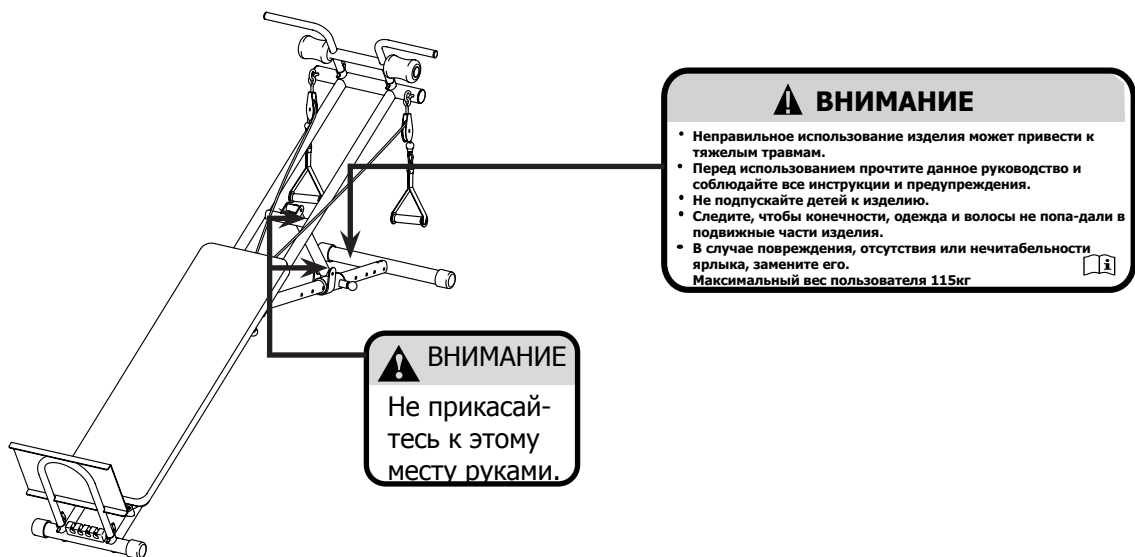 ВНИМАНИЕ
• Неправильное использование изделия может привести к
тяжелым травмам.
• Перед использованием прочтите данное руководство и
соблюдайте все инструкции и предупреждения.
• Не подпускайте детей к изделию.
• Следите, чтобы конечности, одежда и волосы не попа-дали в
подвижные части изделия.
• В случае повреждения, отсутствия или нечитабельности
ярлыка, замените его.
Максимальный вес пользователя 115кг
ВНИМАНИЕ
Не прикасай-
тесь к этому
месту руками.